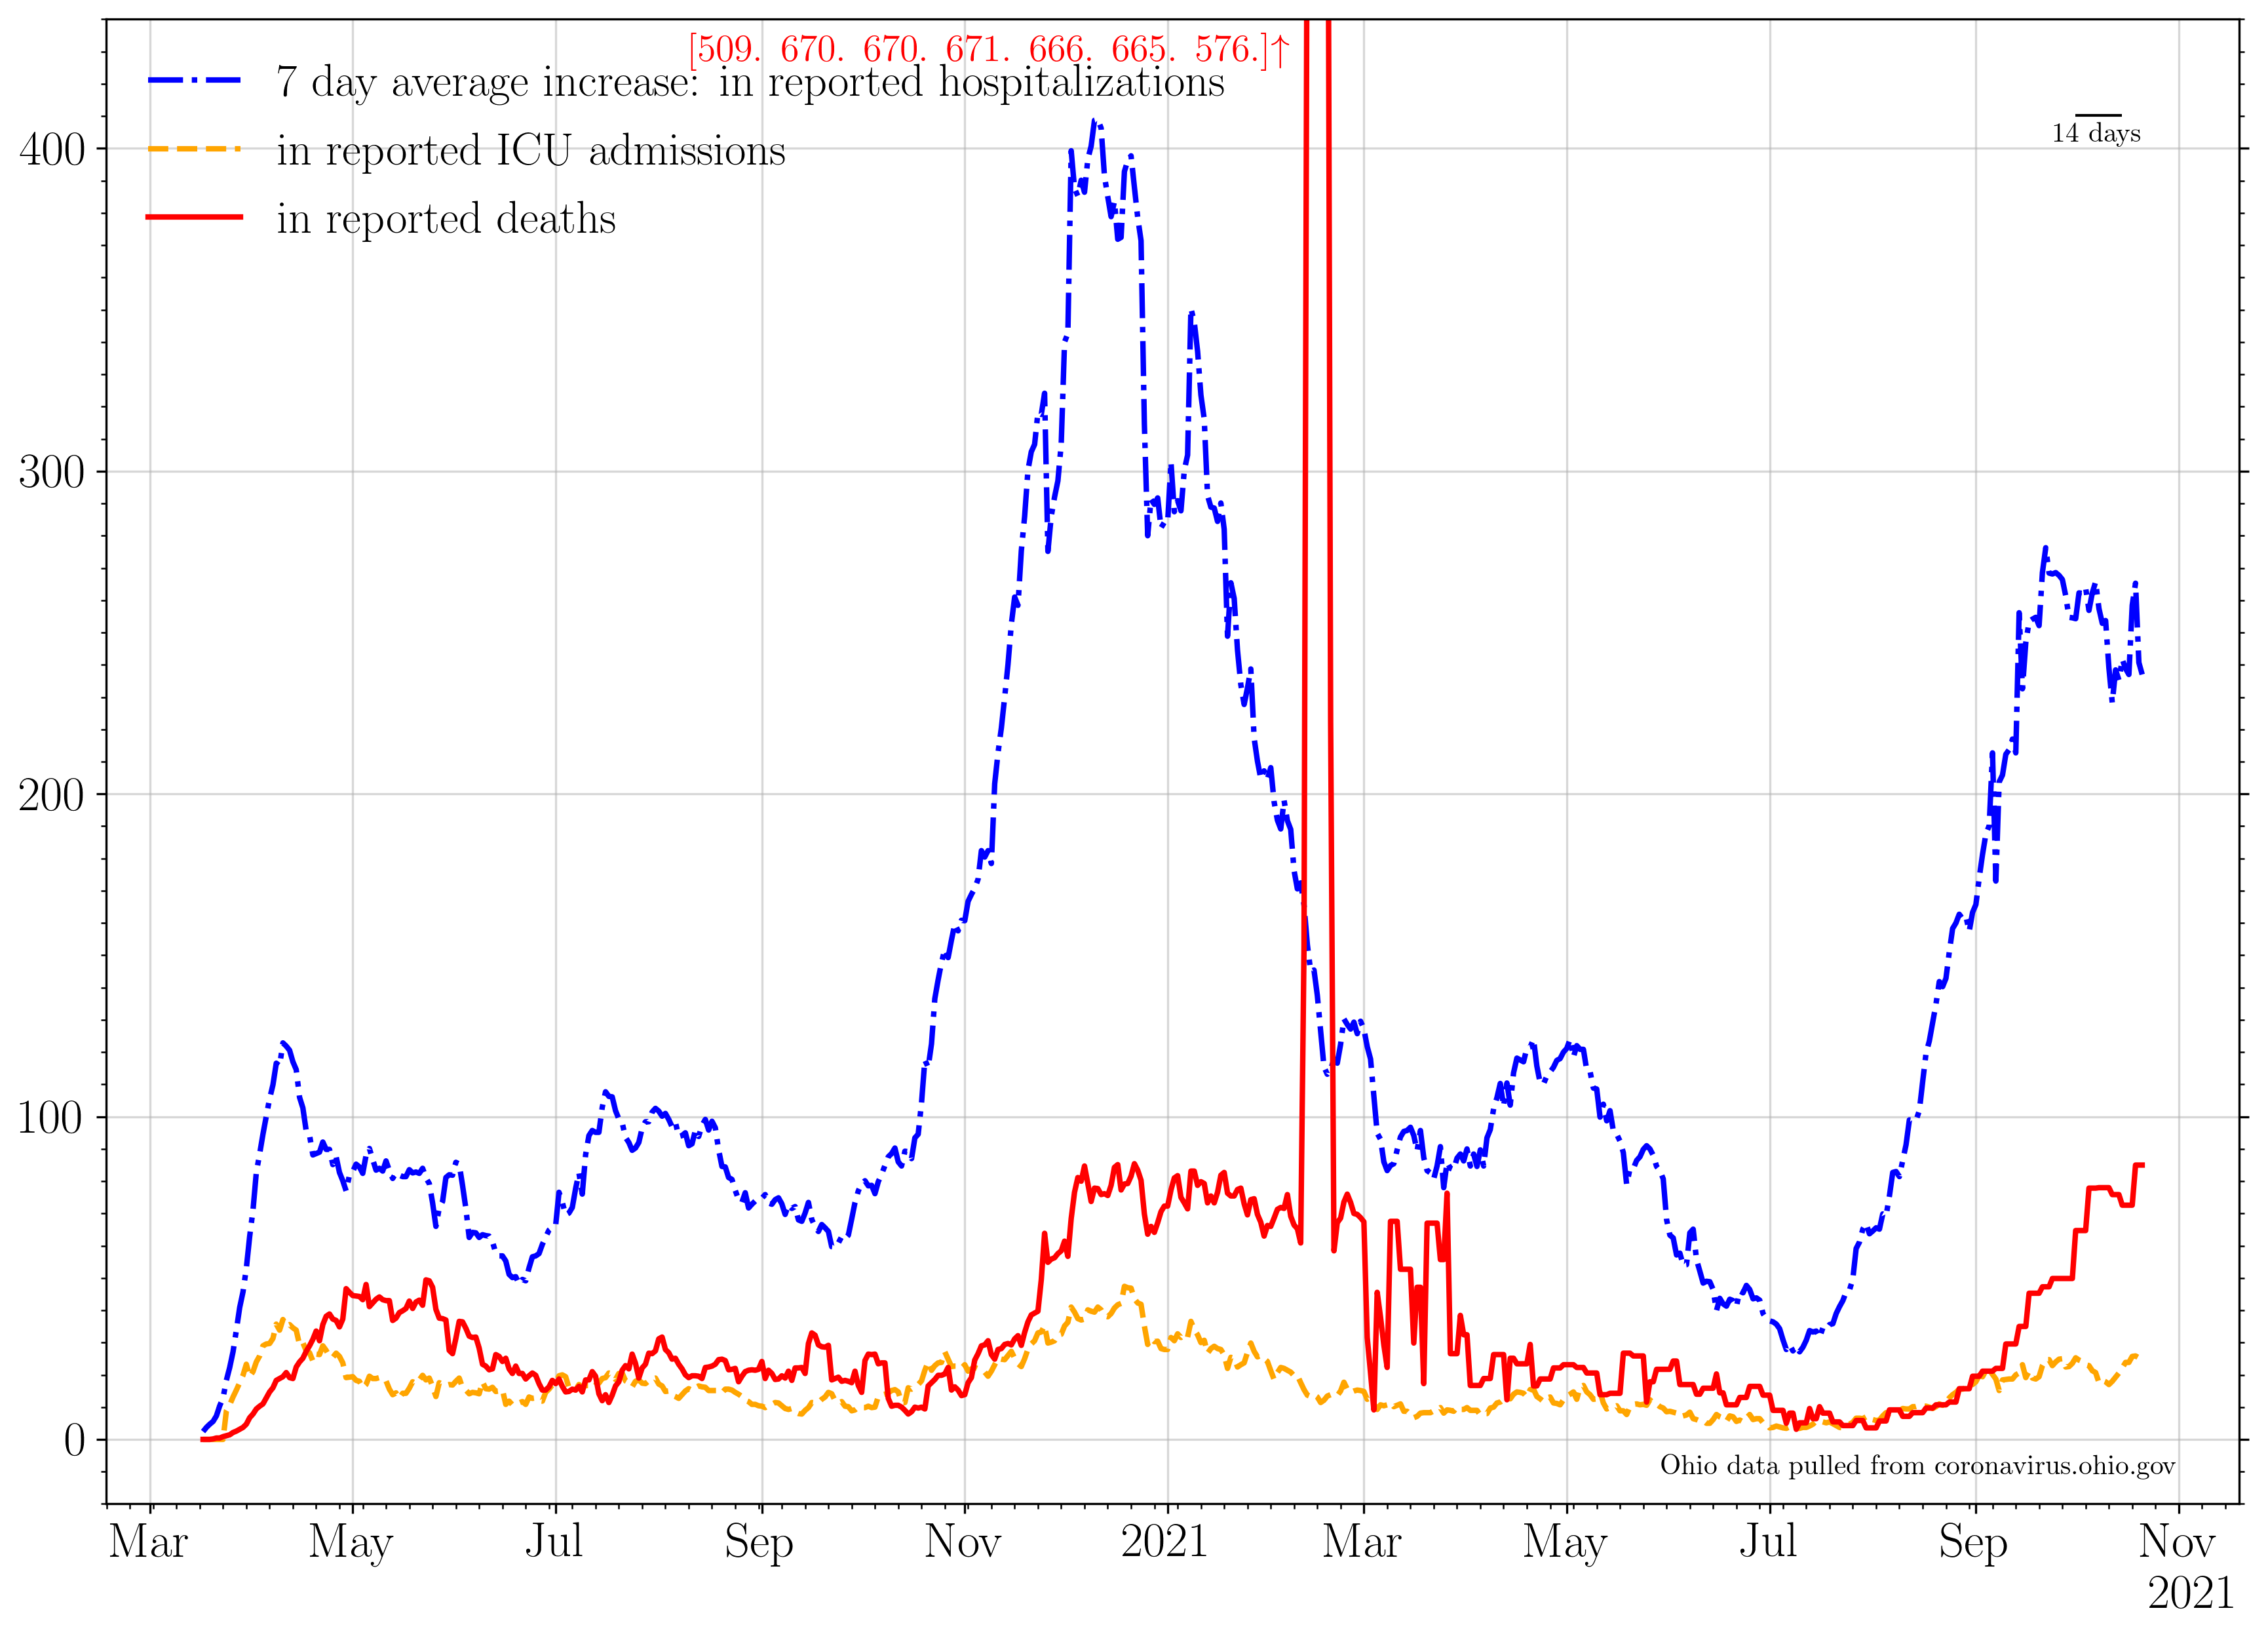 [509. 670. 670. 671. 666. 665. 576.]↑
7 day average increase: in reported hospitalizations
in reported ICU admissions
in reported deaths
14 days
400
300
200
100
0
Ohio data pulled from coronavirus.ohio.gov
Mar May Jul Sep Nov 2021 Mar May Jul Sep Nov
2021